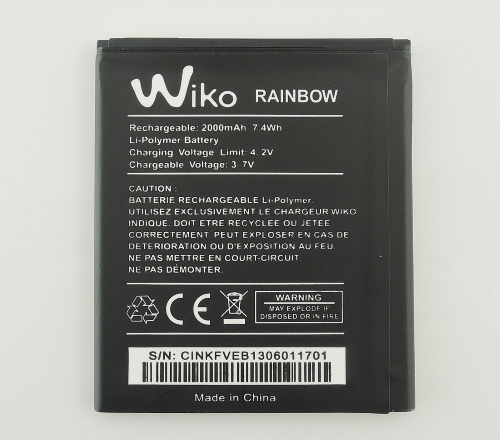 Wiko RAINBOW
Rechargeable: 2000mAh 7.4Wh
Li-Polymer Battery
Charging Voltage Limit: 4.2V
Chargeable Voltage: 3.7V
CAUTION :
BATTERIE RECHARGEABLE Li-Polymer.
UTILISEZ EXCLUSIVEMENT LE CHARGEUR WIKO
INDIQUE, DOIT ETRE RECYCLEE OU JETEE
CORRECTEMENT, PEUT EXPLOSER EN CAS DE
DETERIORATION OU D'EXPOSITION AU FEU.
NE PAS METTRE EN COURT-CIRCUIT.
NE PAS DÉMONTER.
CE
WARNING
MAY EXPLODE IF
DISPOSED OR IN FIRE
S/N: CINKFVEB1306011701
Made in China